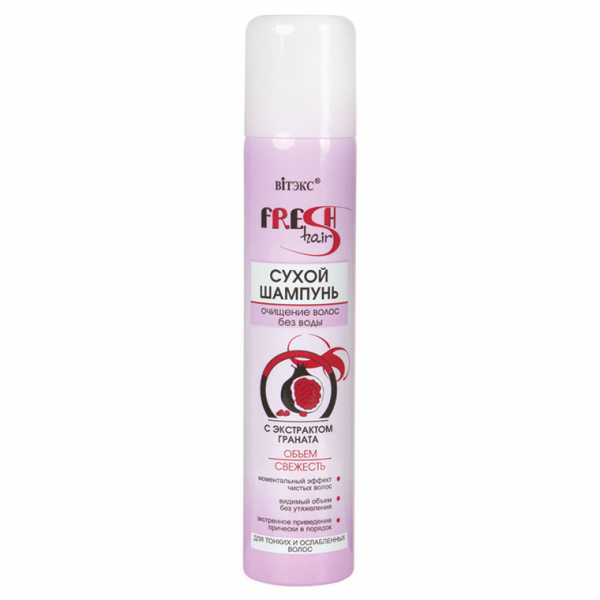 вітэкс®
FRESH
hair
СУХОЙ
ШАМПУНЬ
очищение волос
без воды
С ЭКСТРАКТОМ
ГРАНАТА
ОБЪЕМ
СВЕЖЕСТЬ
моментальный эффект
чистых волос
видимый объем
без утяжеления
экстренное приведение
прически в порядок
ДЛЯ ТОНКИХ И ОСЛАБЛЕННЫХ
ВОЛОС